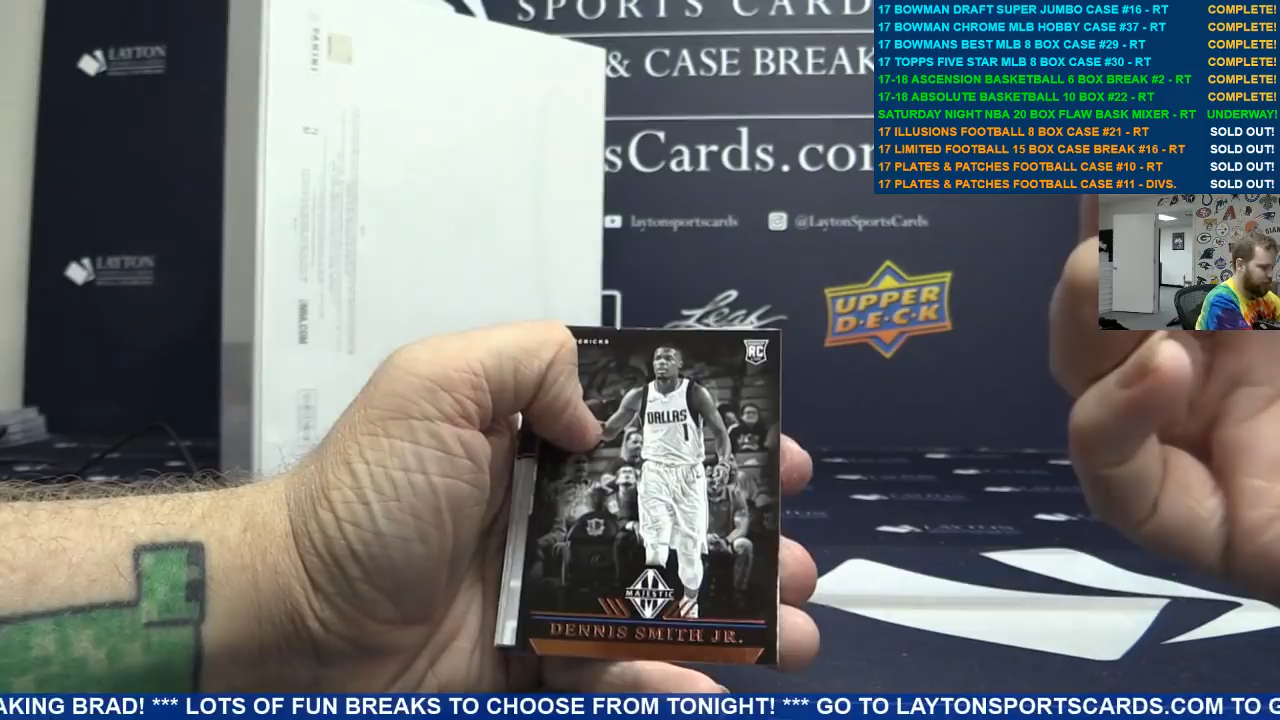 SPORTS CARD
& CASE BREAK
sCards.co
laytonsportscards
@LaytonSportsCards
LAYTON
LAYTON
PANINI
NBA.COM
Leaf
UPPER
D·E·C·K
17 BOWMAN DRAFT SUPER JUMBO CASE #16 - RT COMPLETE!
17 BOWMAN CHROME MLB HOBBY CASE #37 - RT COMPLETE!
17 BOWMANS BEST MLB 8 BOX CASE #29 - RT COMPLETE!
17 TOPPS FIVE STAR MLB 8 BOX CASE #30 - RT COMPLETE!
17-18 ASCENSION BASKETBALL 6 BOX BREAK #2 - RT COMPLETE!
17-18 ABSOLUTE BASKETBALL 10 BOX #22 - RT COMPLETE!
SATURDAY NIGHT NBA 20 BOX FLAW BASK MIXER - RT UNDERWAY!
17 ILLUSIONS FOOTBALL 8 BOX CASE #21 - RT SOLD OUT!
17 LIMITED FOOTBALL 15 BOX CASE BREAK #16 - RT SOLD OUT!
17 PLATES & PATCHES FOOTBALL CASE #10 - RT SOLD OUT!
17 PLATES & PATCHES FOOTBALL CASE #11 - DIVS. SOLD OUT!
ERICKS
RC
DALLAS
1
MAJESTIC
DENNIS SMITH JR.
AKING BRAD! *** LOTS OF FUN BREAKS TO CHOOSE FROM TONIGHT! *** GO TO LAYTONSPORTSCARDS.COM TO G